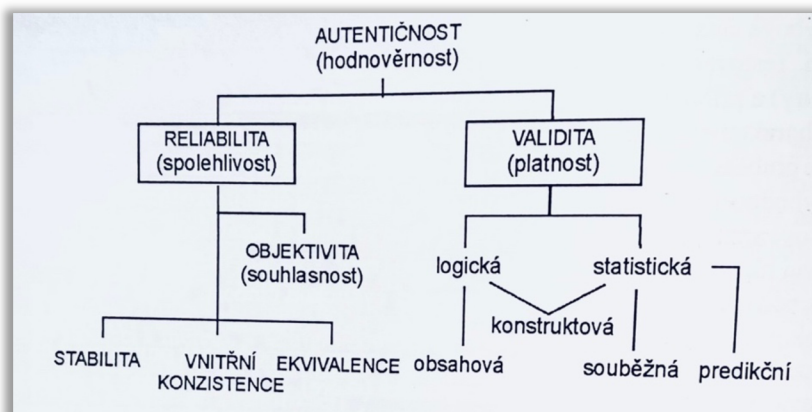 AUTENTIČNOST
(hodnověrnost)
RELIABILITA
(spolehlivost)
VALIDITA
(platnost)
OBJEKTIVITA
(souhlasnost)
logická
statistická
konstruktová
STABILITA
VNITŘNÍ
KONZISTENCE
EKVIVALENCE
obsahová
souběžná
predikční